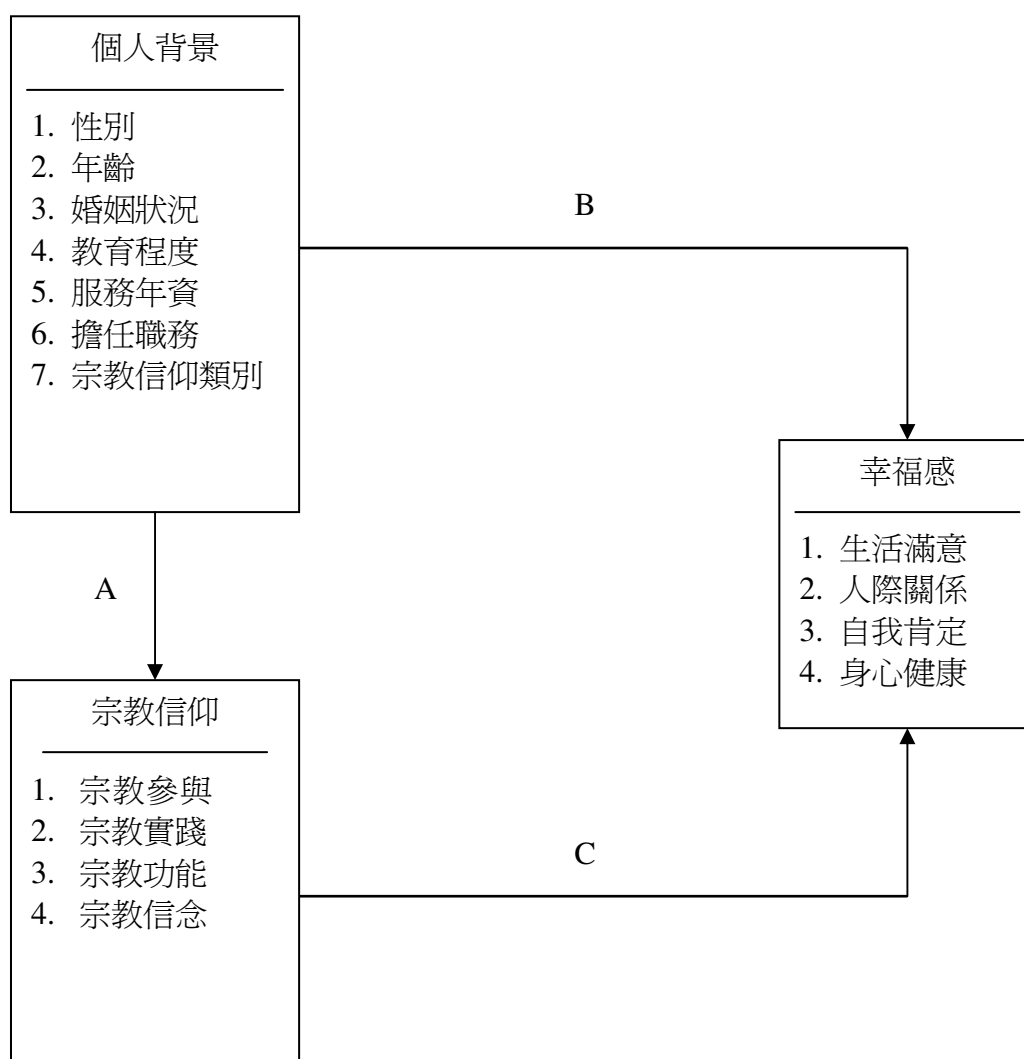 個人背景
1. 性別
2. 年齡
3. 婚姻狀況
4. 教育程度
5. 服務年資
6. 擔任職務
7. 宗教信仰類別
B
幸福感
1. 生活滿意
2. 人際關係
3. 自我肯定
4. 身心健康
A
宗教信仰
1. 宗教參與
2. 宗教實踐
3. 宗教功能
4. 宗教信念
C